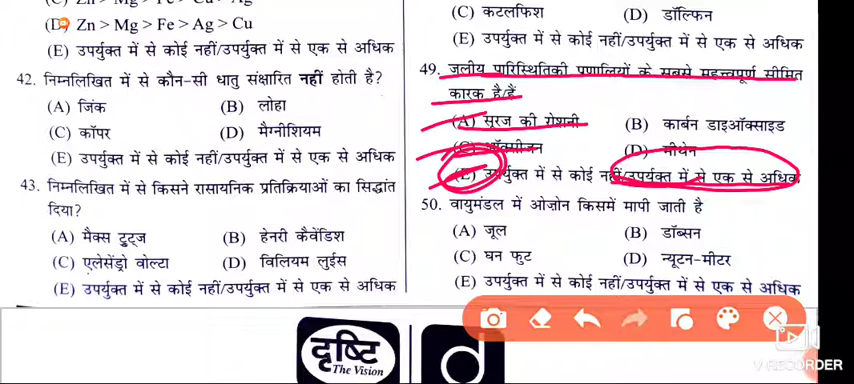 (D) Zn > Mg > Fe > Ag > Cu
(E) उपर्युक्त में से कोई नहीं/उपर्युक्त में से एक से अधिक
42. निम्नलिखित में से कौन-सी धातु संक्षारित नहीं होती है?
(A) जिंक (B) लोहा
(C) कॉपर (D) मैग्नीशियम
(E) उपर्युक्त में से कोई नहीं/उपर्युक्त में से एक से अधिक
43. निम्नलिखित में से किसने रासायनिक प्रतिक्रियाओं का सिद्धांत
दिया?
(A) मैक्स टुट्ज (B) हेनरी कैवेंडिश
(C) एलेसेंड्रो वोल्टा (D) विलियम लुईस
(E) उपर्युक्त में से कोई नहीं/उपर्युक्त में से एक से अधिक
(C) कटलफिश (D) डॉल्फिन
(E) उपर्युक्त में से कोई नहीं/उपर्युक्त में से एक से अधिक
49. जलीय पारिस्थितिकी प्रणालियों के सबसे महत्त्वपूर्ण सीमित
कारक है/हैं
(A) सूरज की रोशनी (B) कार्बन डाइऑक्साइड
(C) ऑक्सीजन (D) मीथेन
(E) उपर्युक्त में से कोई नहीं/उपर्युक्त में से एक से अधिक
50. वायुमंडल में ओज़ोन किसमें मापी जाती है
(A) जूल (B) डॉब्सन
(C) घन फुट (D) न्यूटन-मीटर
(E) उपर्युक्त में से कोई नहीं/उपर्युक्त में से एक से अधिक
दृष्टि
The Vision
d
V RECORDER